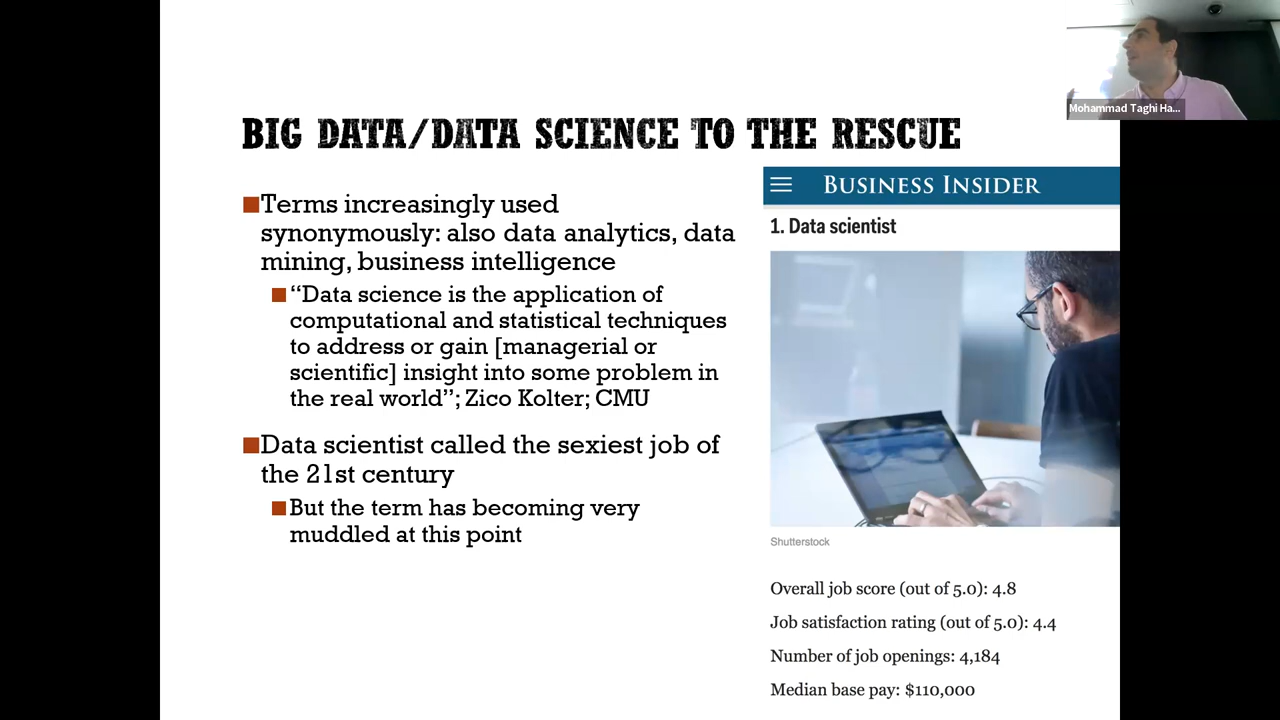 Mohammad Taghi Ha...
BIG DATA/DATA SCIENCE TO THE RESCUE
Terms increasingly used
synonymously: also data analytics, data
mining, business intelligence
“Data science is the application of
computational and statistical techniques
to address or gain [managerial or
scientific] insight into some problem in
the real world”; Zico Kolter; CMU
Data scientist called the sexiest job of
the 21st century
But the term has becoming very
muddled at this point
BUSINESS INSIDER
1. Data scientist
Shutterstock
Overall job score (out of 5.0): 4.8
Job satisfaction rating (out of 5.0): 4.4
Number of job openings: 4,184
Median base pay: $110,000